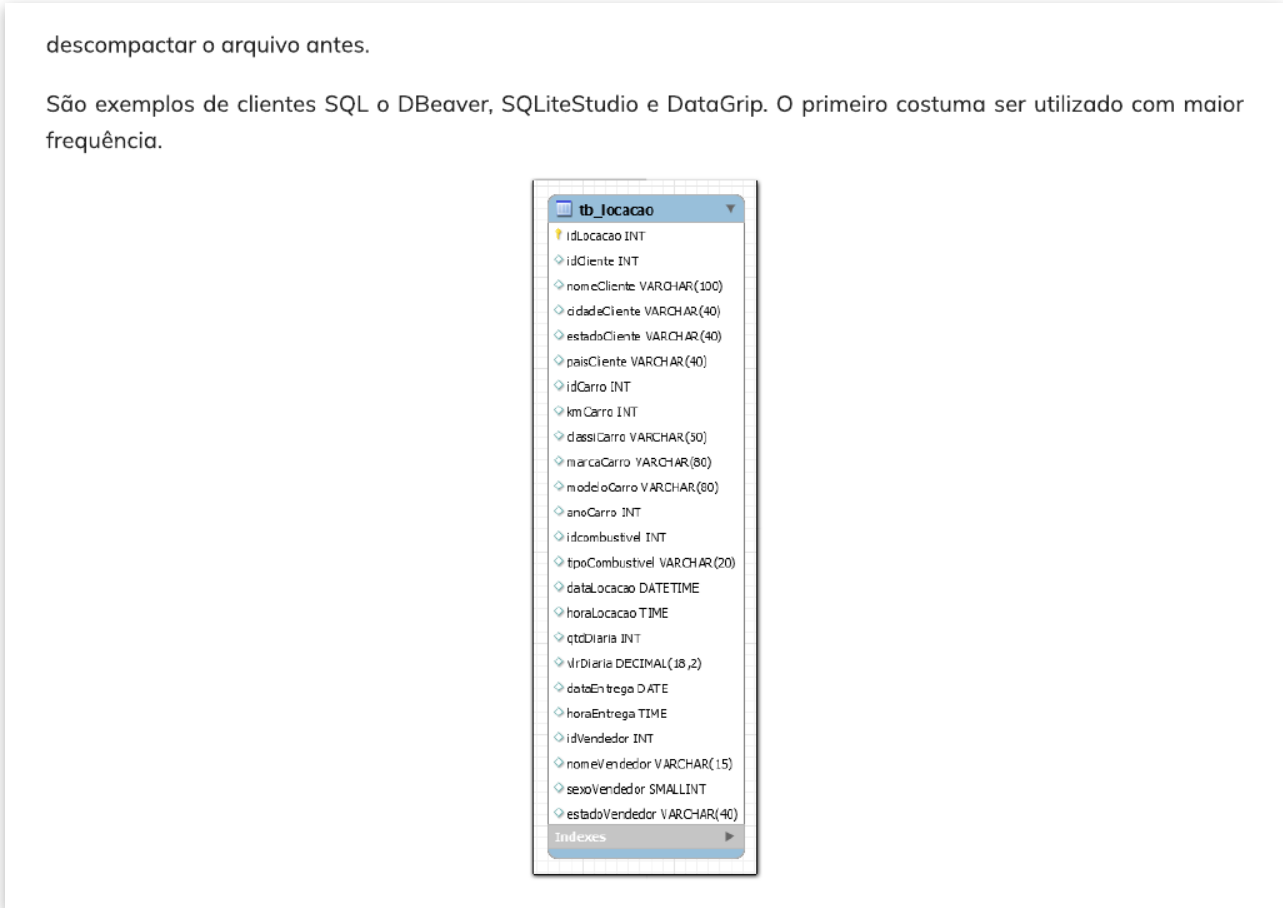 descompactar o arquivo antes.
São exemplos de clientes SQL o DBeaver, SQLiteStudio e DataGrip. O primeiro costuma ser utilizado com maior
frequência.
tb_locacao
idLocacao INT
idCliente INT
nomeCliente VARCHAR(100)
cidadeCliente VARCHAR(40)
estadoCliente VARCHAR(40)
paisCliente VARCHAR(40)
idCarro INT
kmCarro INT
classiCarro VARCHAR(50)
marcaCarro VARCHAR(80)
modeloCarro VARCHAR(80)
anoCarro INT
idcombustivel INT
tipoCombustivel VARCHAR(20)
dataLocacao DATETIME
horaLocacao TIME
qtdDiaria INT
vlrDiaria DECIMAL(18,2)
dataEntrega DATE
horaEntrega TIME
idVendedor INT
nomeVendedor VARCHAR(15)
sexoVendedor SMALLINT
estadoVendedor VARCHAR(40)
Indexes